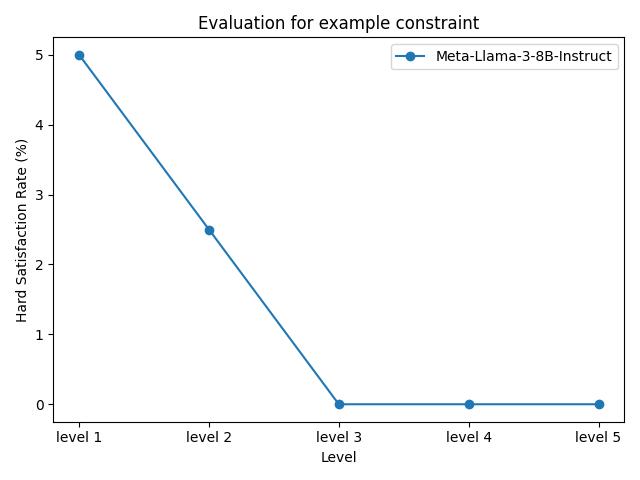 Evaluation for example constraint
Meta-Llama-3-8B-Instruct
Hard Satisfaction Rate (%)
5
4
3
2
1
0
level 1
level 2
level 3
level 4
level 5
Level